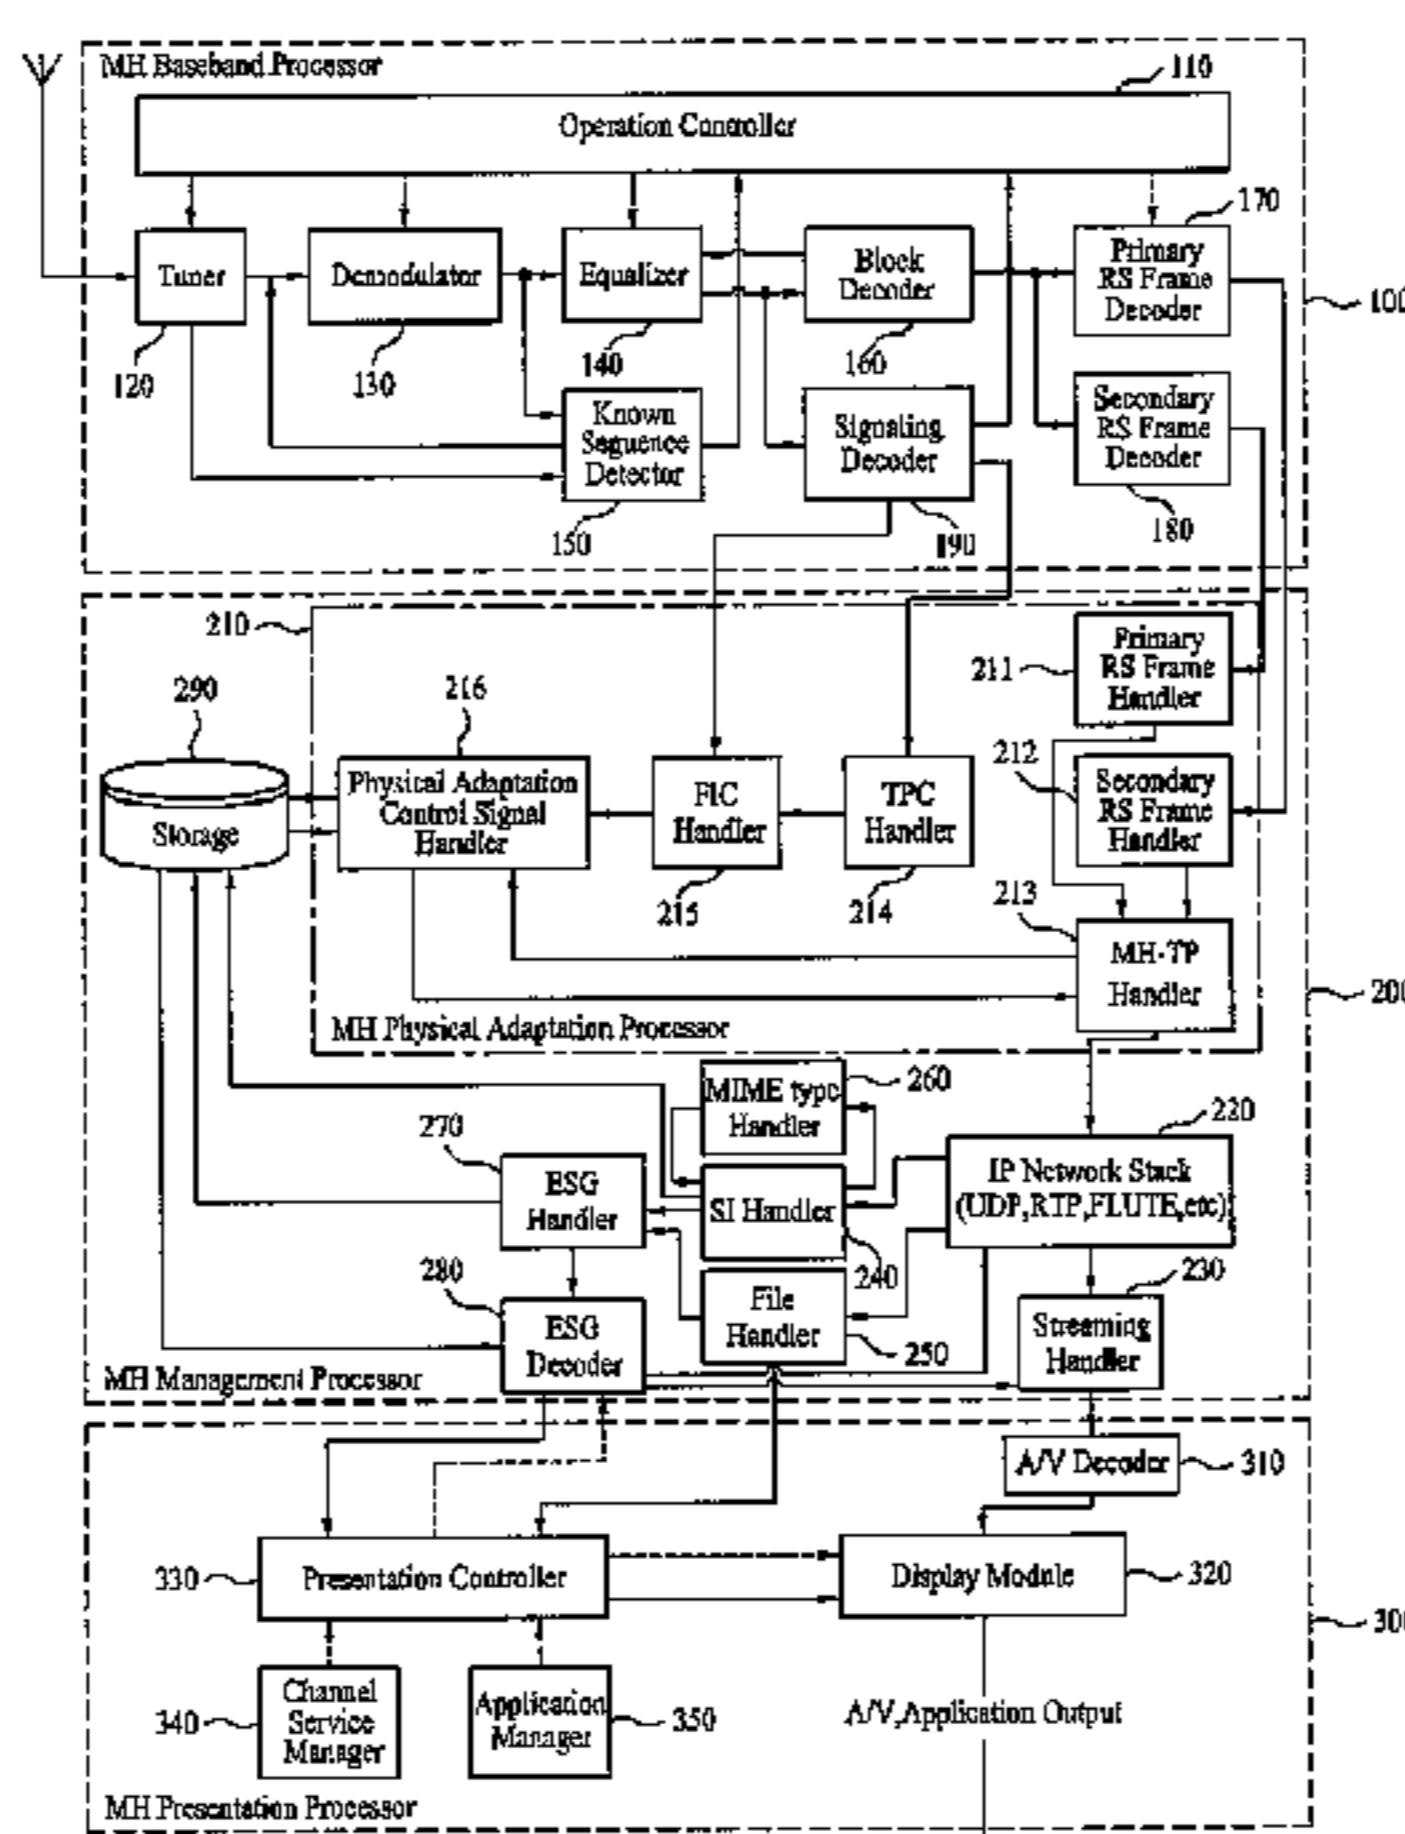 MH Baseband Processor
110
Operation Controller
170
Tuner
Demodulator
Equalizer
Block
Decoder
Primary
RS Frame
Decoder
100
120
130
140
160
Known
Sequence
Detector
Signaling
Decoder
Secondary
RS Frame
Decoder
150
190
180
210
Primary
RS Frame
Handler
211
290
216
212
Storage
Physical Adaptation
Control Signal
Handler
FIC
Handler
TPC
Handler
Secondary
RS Frame
Handler
215
214
213
MH-TP
Handler
200
MH Physical Adaptation Processor
MIME type
Handler
260
270
220
ESG
Handler
SI Handler
IP Network Stack
(UDP,RTP,FLUTE,etc)
280
240
230
ESG
Decoder
File
Handler
250
Streaming
Handler
MH Management Processor
A/V Decoder
310
330
Presentation Controller
Display Module
320
300
340
Channel
Service
Manager
Application
Manager
350
A/V,Application Output
MH Presentation Processor